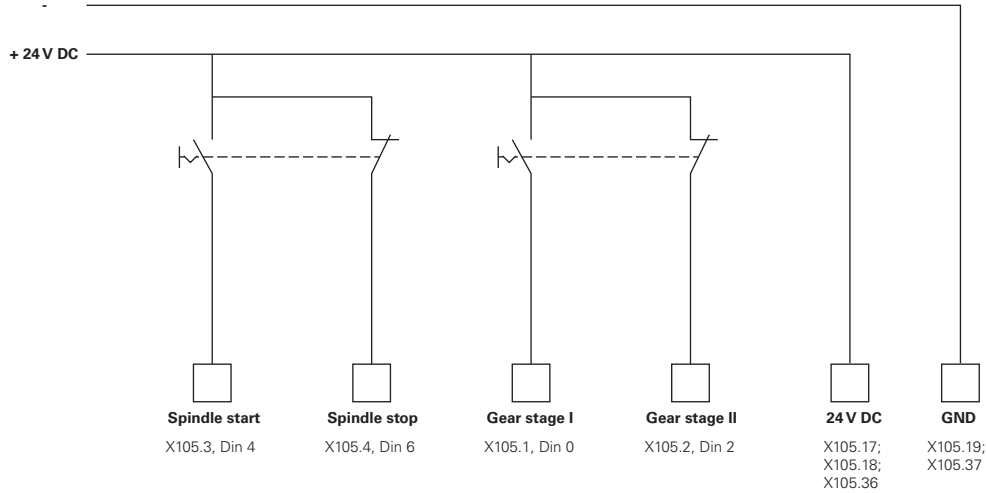 -
+ 24 V DC
Spindle start
X105.3, Din 4
Spindle stop
X105.4, Din 6
Gear stage I
X105.1, Din 0
Gear stage II
X105.2, Din 2
24 V DC
X105.17;
X105.18;
X105.36
GND
X105.19;
X105.37